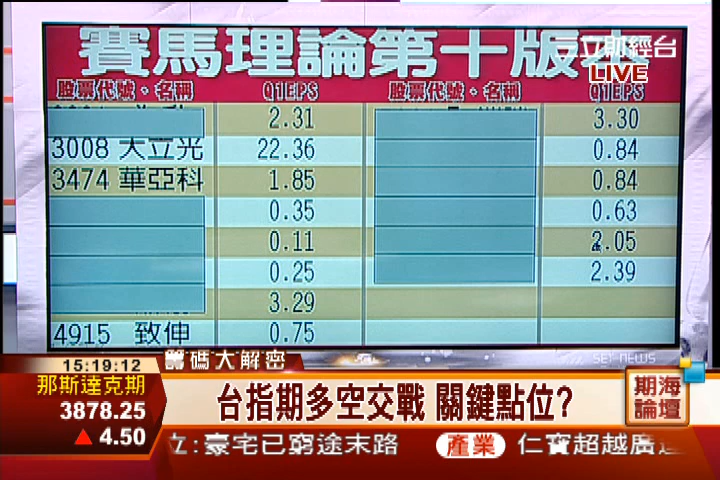 賽馬理論第十版本
立財經台
LIVE
股票代號、名稱 Q1EPS 股票代號、名稱 Q1EPS
2.31 3.30
3008 大立光 22.36 0.84
3474 華亞科 1.85 0.84
0.35 0.63
0.11 2.05
0.25 2.39
3.29
4915 致伸 0.75
SET NEWS
15:19:12
籌碼大解密
那斯達克期
3878.25
▲4.50
台指期多空交戰 關鍵點位?
期海
論壇
立:豪宅已窮途末路 產業 仁寶超越廣達